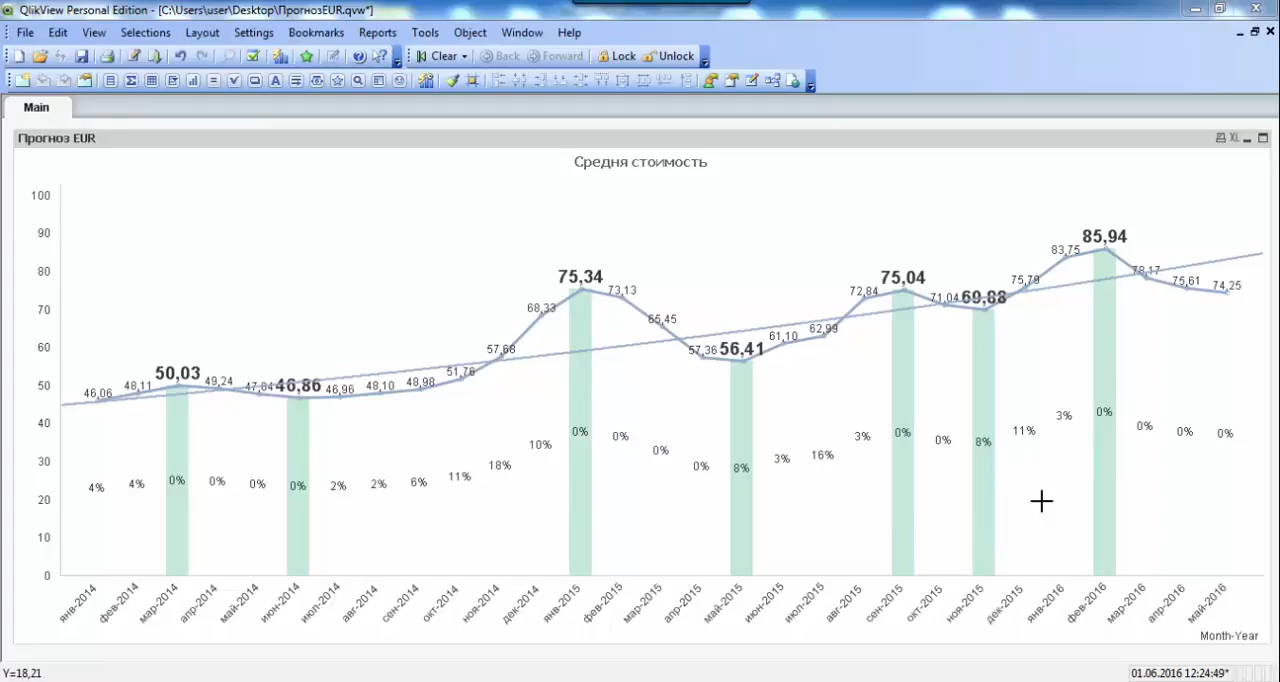 QlikView Personal Edition - [C:\Users\user\Desktop\ПрогнозEUR.qvw*]
File Edit View Selections Layout Settings Bookmarks Reports Tools Object Window Help
Clear Back Forward Lock Unlock
Main
Прогноз EUR
XL
Средня стоимость
100
90
80
70
60
50
40
30
20
10
0
46,06 48,11 50,03 49,24 47,84 46,86 46,96 48,10 48,98 51,76 57,68 68,33 75,34 73,13 65,45 57,36 56,41 61,10 62,99 72,84 75,04 71,04 69,88 75,79 83,75 85,94 78,17 75,61 74,25
4% 4% 0% 0% 0% 0% 2% 2% 6% 11% 18% 10% 0% 0% 0% 0% 8% 3% 16% 3% 0% 0% 8% 11% 3% 0% 0% 0% 0%
янв-2014 фев-2014 мар-2014 апр-2014 май-2014 июн-2014 июл-2014 авг-2014 сен-2014 окт-2014 ноя-2014 дек-2014 янв-2015 фев-2015 мар-2015 апр-2015 май-2015 июн-2015 июл-2015 авг-2015 сен-2015 окт-2015 ноя-2015 дек-2015 янв-2016 фев-2016 мар-2016 апр-2016 май-2016
Month-Year
Y=18,21
01.06.2016 12:24:49*